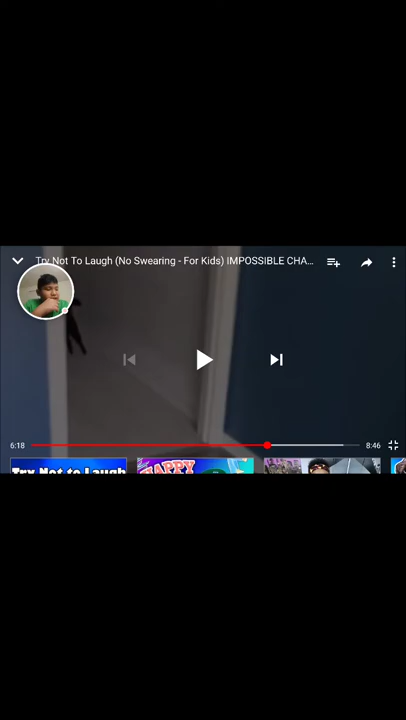 Try Not To Laugh (No Swearing - For Kids) IMPOSSIBLE CHA...
6:18
8:46
Try Not to Laugh
HAPPY